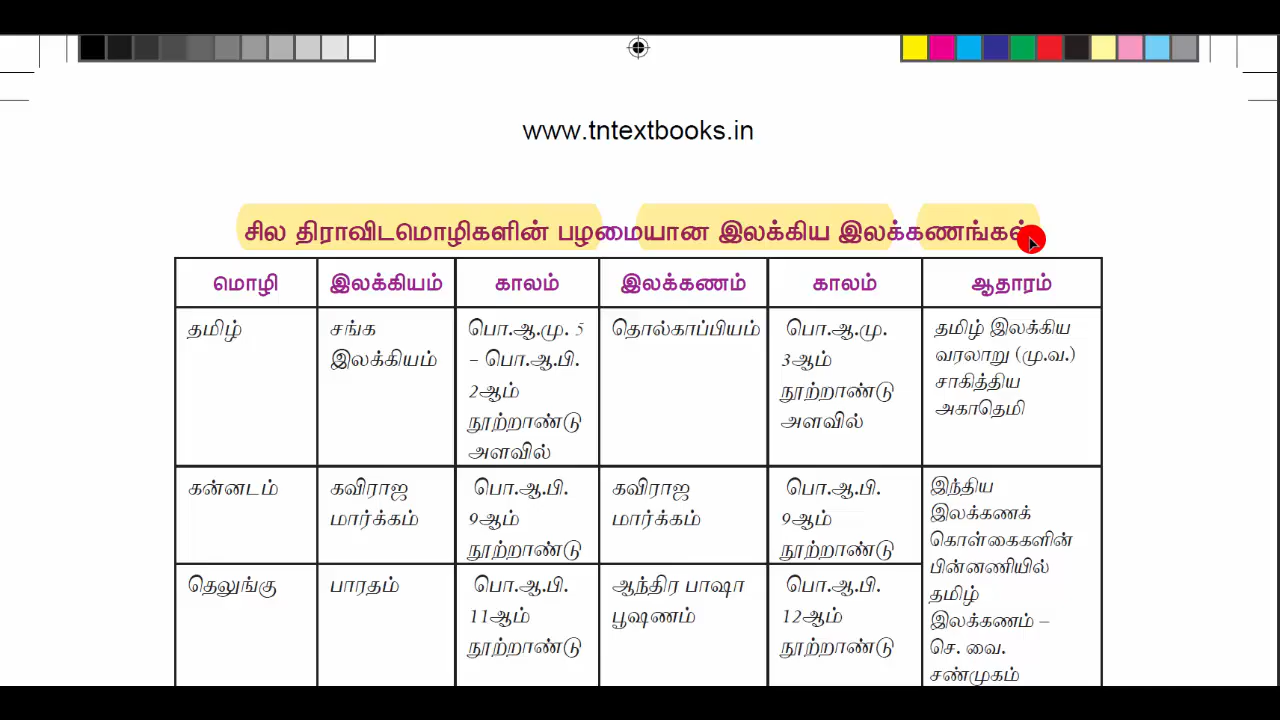 www.tntextbooks.in
சில திராவிடமொழிகளின் பழமையான இலக்கிய இலக்கணங்கள்
மொழி இலக்கியம் காலம் இலக்கணம் காலம் ஆதாரம்
தமிழ்
சங்க
இலக்கியம்
பொ.ஆ.மு. 5
– பொ.ஆ.பி.
2ஆம்
நூற்றாண்டு
அளவில்
தொல்காப்பியம்
பொ.ஆ.மு.
3ஆம்
நூற்றாண்டு
அளவில்
தமிழ் இலக்கிய
வரலாறு (மு.வ.)
சாகித்திய
அகாதெமி
கன்னடம்
கவிராஜ
மார்க்கம்
பொ.ஆ.பி.
9ஆம்
நூற்றாண்டு
கவிராஜ
மார்க்கம்
பொ.ஆ.பி.
9ஆம்
நூற்றாண்டு
இந்திய
இலக்கணக்
கொள்கைகளின்
பின்னணியில்
தமிழ்
இலக்கணம் –
செ. வை.
சண்முகம்
தெலுங்கு
பாரதம்
பொ.ஆ.பி.
11ஆம்
நூற்றாண்டு
ஆந்திர பாஷா
பூஷணம்
பொ.ஆ.பி.
12ஆம்
நூற்றாண்டு